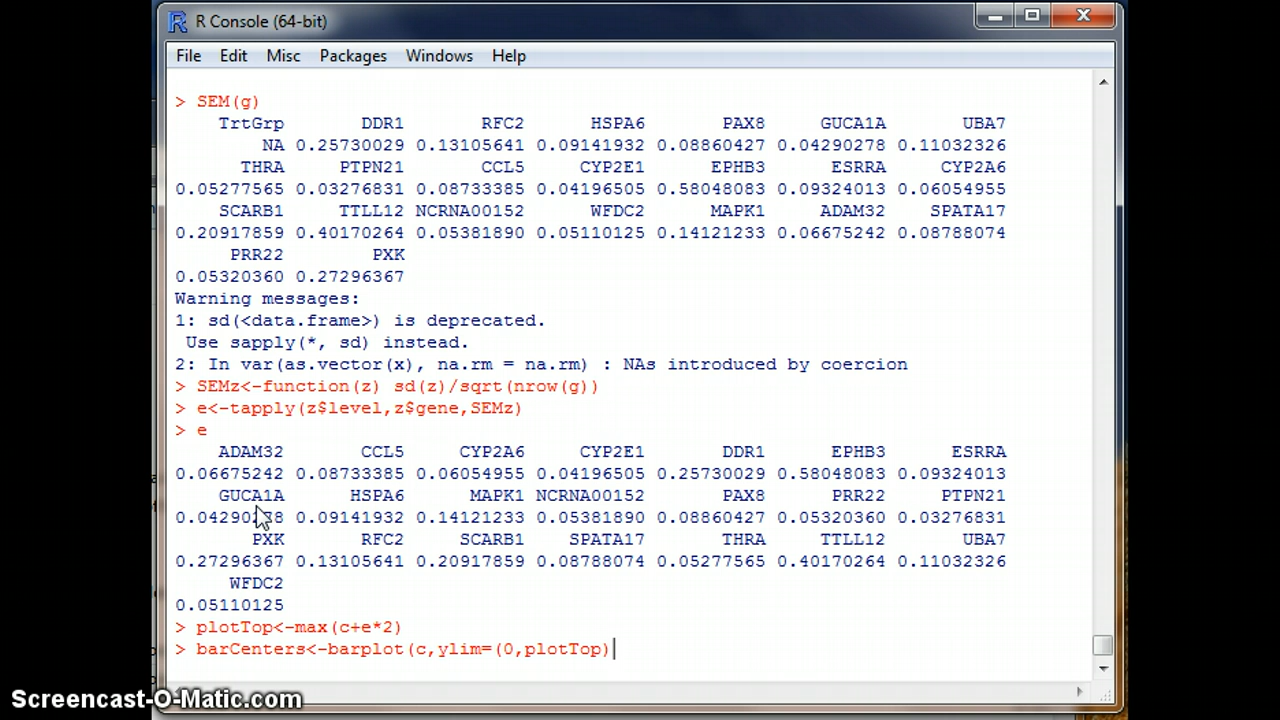 R Console (64-bit)
File Edit Misc Packages Windows Help
> SEM(g)
TrtGrp DDR1 RFC2 HSPA6 PAX8 GUCA1A UBA7
NA 0.25730029 0.13105641 0.09141932 0.08860427 0.04290278 0.11032326
THRA PTPN21 CCL5 CYP2E1 EPHB3 ESRRA CYP2A6
0.05277565 0.03276831 0.08733385 0.04196505 0.58048083 0.09324013 0.06054955
SCARB1 TTLL12 NCRNA00152 WFDC2 MAPK1 ADAM32 SPATA17
0.20917859 0.40170264 0.05381890 0.05110125 0.14121233 0.06675242 0.08788074
PRR22 PXK
0.05320360 0.27296367
Warning messages:
1: sd(<data.frame>) is deprecated.
Use sapply(*, sd) instead.
2: In var(as.vector(x), na.rm = na.rm) : NAs introduced by coercion
> SEMz<-function(z) sd(z)/sqrt(nrow(g))
> e<-tapply(z$level,z$gene,SEMz)
> e
ADAM32 CCL5 CYP2A6 CYP2E1 DDR1 EPHB3 ESRRA
0.06675242 0.08733385 0.06054955 0.04196505 0.25730029 0.58048083 0.09324013
GUCA1A HSPA6 MAPK1 NCRNA00152 PAX8 PRR22 PTPN21
0.04290278 0.09141932 0.14121233 0.05381890 0.08860427 0.05320360 0.03276831
PXK RFC2 SCARB1 SPATA17 THRA TTLL12 UBA7
0.27296367 0.13105641 0.20917859 0.08788074 0.05277565 0.40170264 0.11032326
WFDC2
0.05110125
> plotTop<-max(c+e*2)
> barCenters<-barplot(c,ylim=(0,plotTop)
Screencast-O-Matic.com